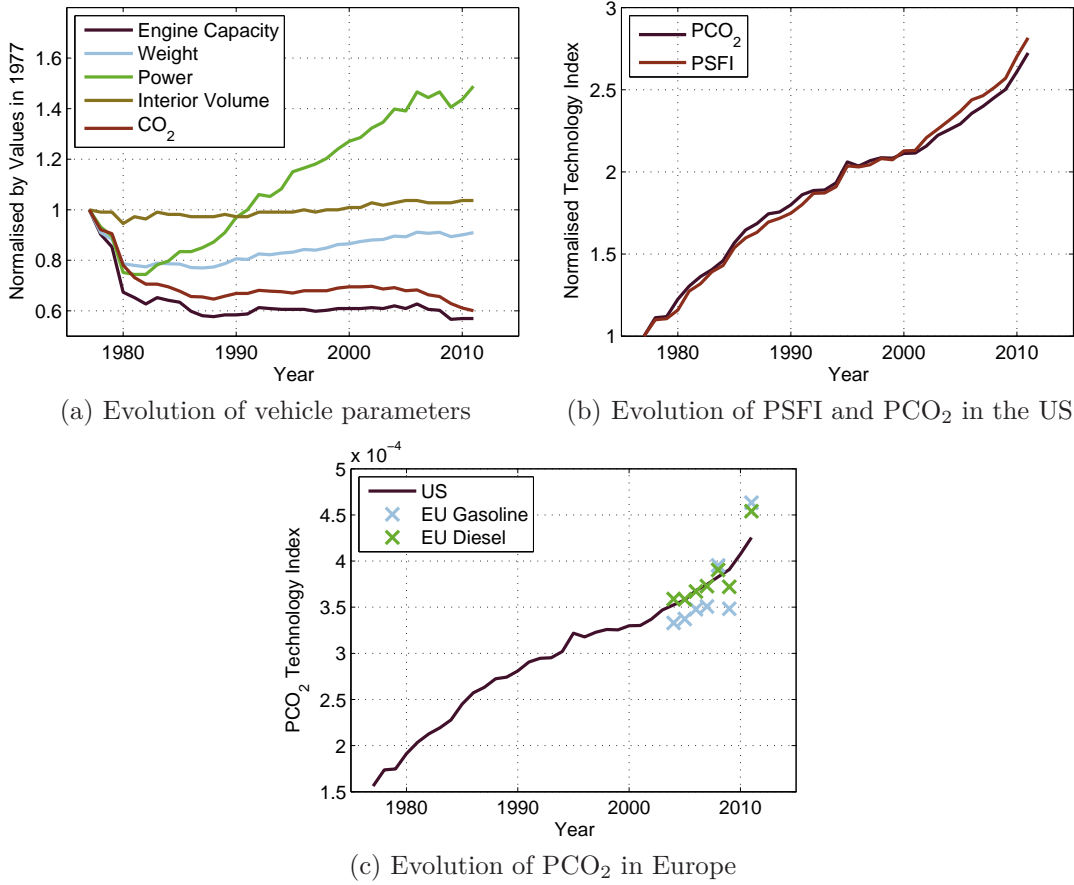 Normalised by Values in 1977
1.6
1.4
1.2
1
0.8
0.6
Engine Capacity
Weight
Power
Interior Volume
CO₂
1980
1990
2000
2010
Year
(a) Evolution of vehicle parameters
Normalised Technology Index
3
2.5
2
1.5
1
PCO₂
PSFI
1980
1990
2000
2010
Year
(b) Evolution of PSFI and PCO₂ in the US
x 10⁻⁴
PCO₂ Technology Index
5
4.5
4
3.5
3
2.5
2
1.5
US
EU Gasoline
EU Diesel
1980
1990
2000
2010
Year
(c) Evolution of PCO₂ in Europe